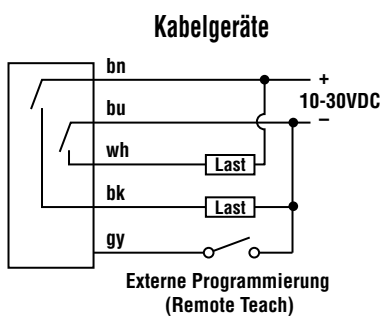 Kabelgeräte
bn
+
10-30VDC
bu
–
wh
Last
bk
Last
gy
Externe Programmierung
(Remote Teach)